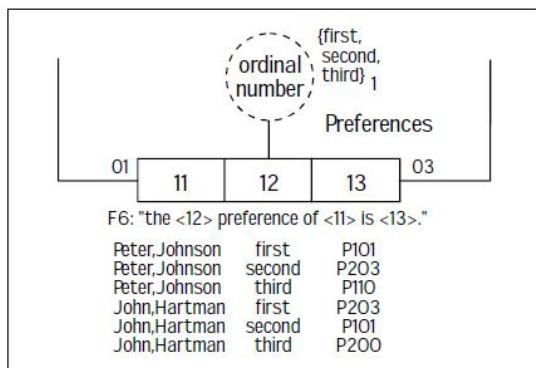 ordinal
number
{first,
second,
third} 1
Preferences
01
11 12 13
03
F6: "the <12> preference of <11> is <13>."
Peter,Johnson first P101
Peter,Johnson second P203
Peter,Johnson third P110
John,Hartman first P203
John,Hartman second P101
John,Hartman third P200